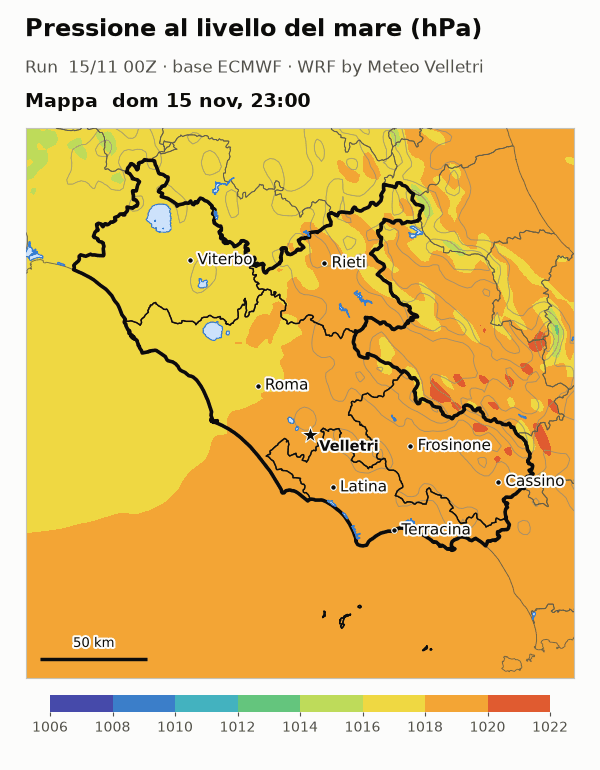 Pressione al livello del mare (hPa)
Run  15/11 00Z · base ECMWF · WRF by Meteo Velletri
Mappa  dom 15 nov, 23:00
Viterbo
Rieti
Roma
Velletri
Frosinone
Cassino
Latina
Terracina
50 km
1006 1008 1010 1012 1014 1016 1018 1020 1022